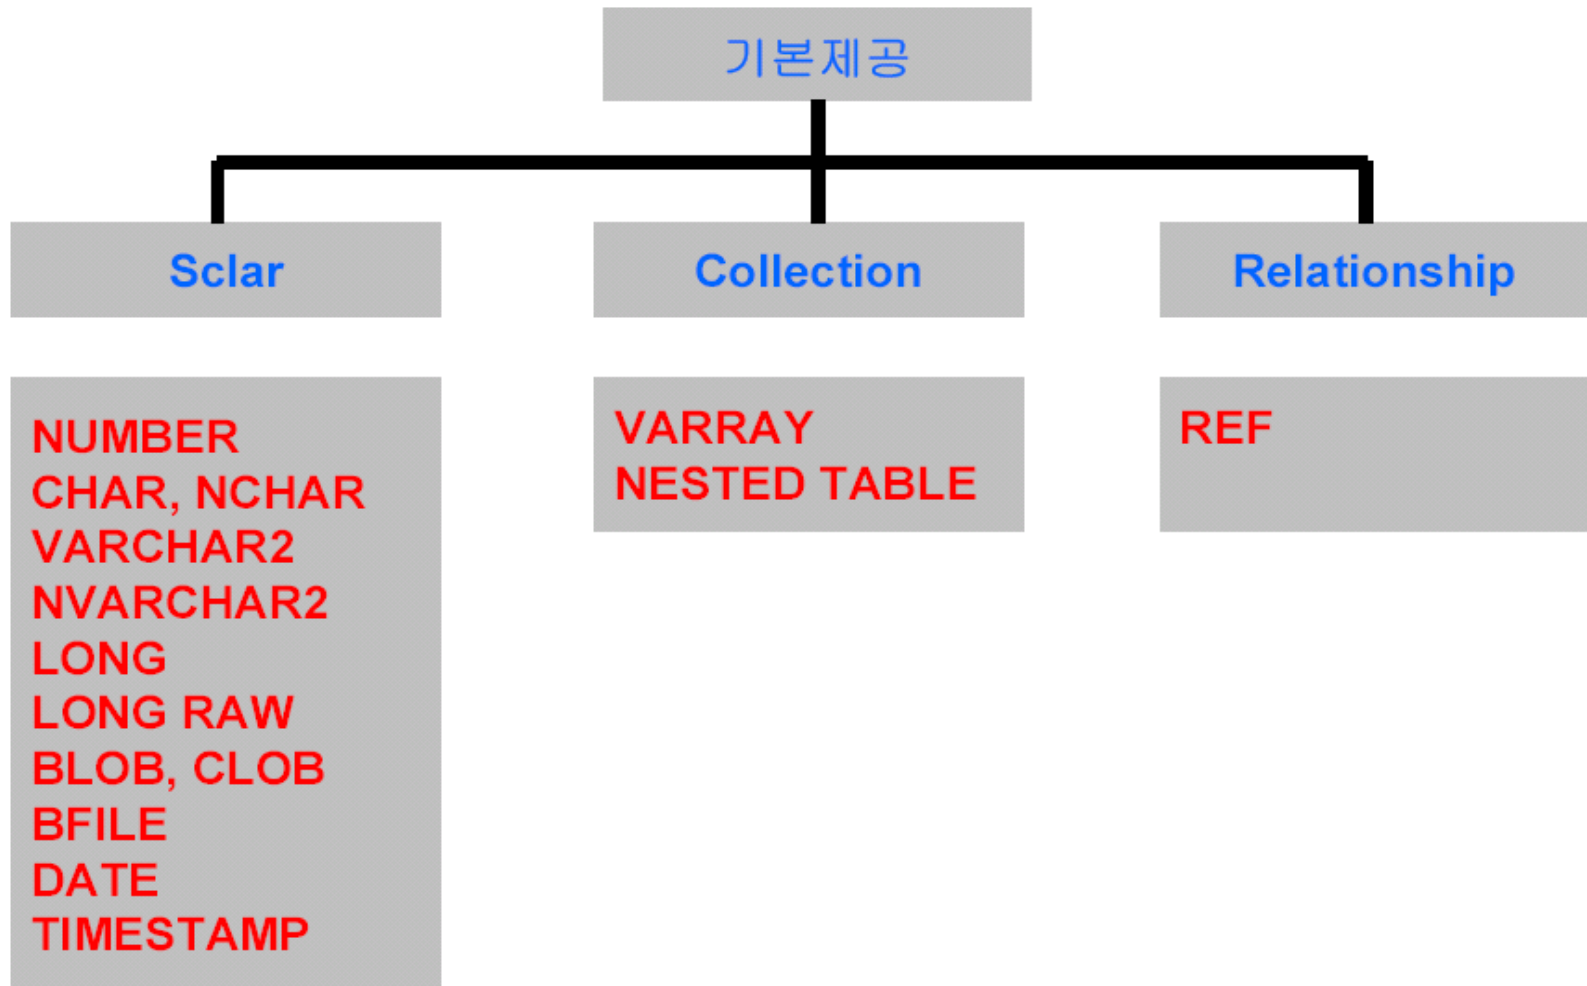 기본제공
Sclar
Collection
Relationship
NUMBER
CHAR, NCHAR
VARCHAR2
NVARCHAR2
LONG
LONG RAW
BLOB, CLOB
BFILE
DATE
TIMESTAMP
VARRAY
NESTED TABLE
REF